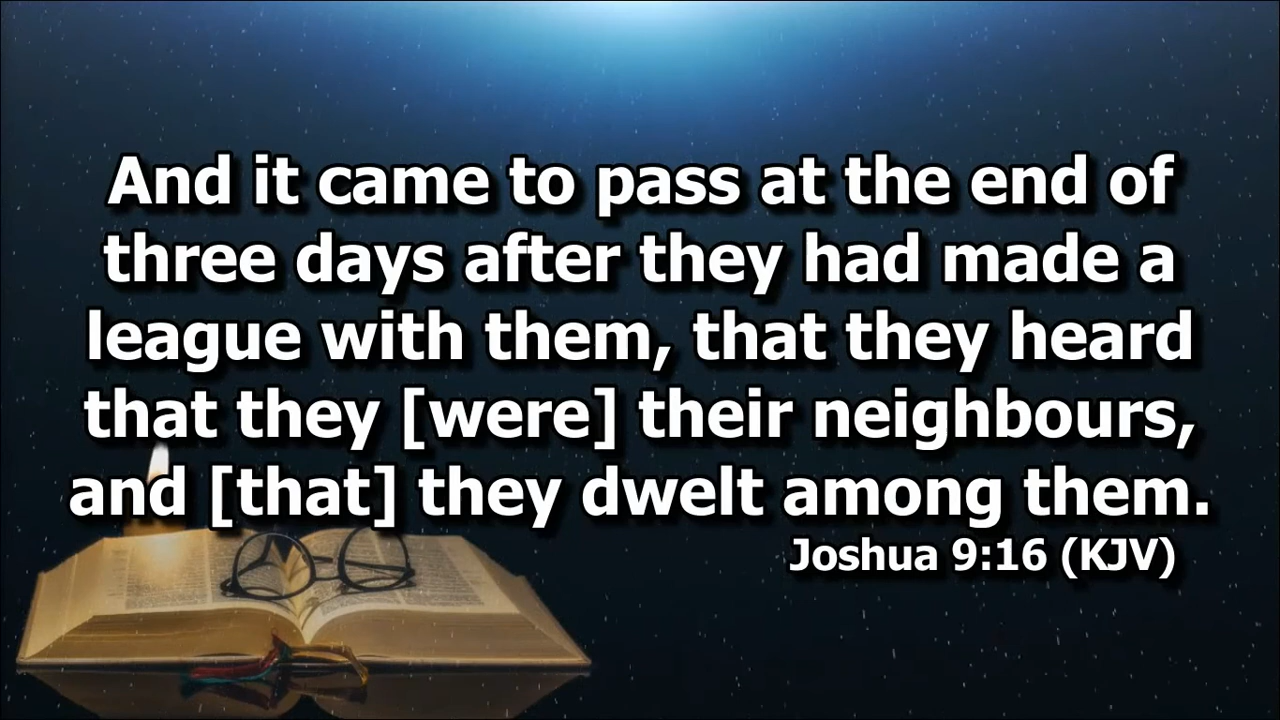 And it came to pass at the end of
three days after they had made a
league with them, that they heard
that they [were] their neighbours,
and [that] they dwelt among them.
Joshua 9:16 (KJV)